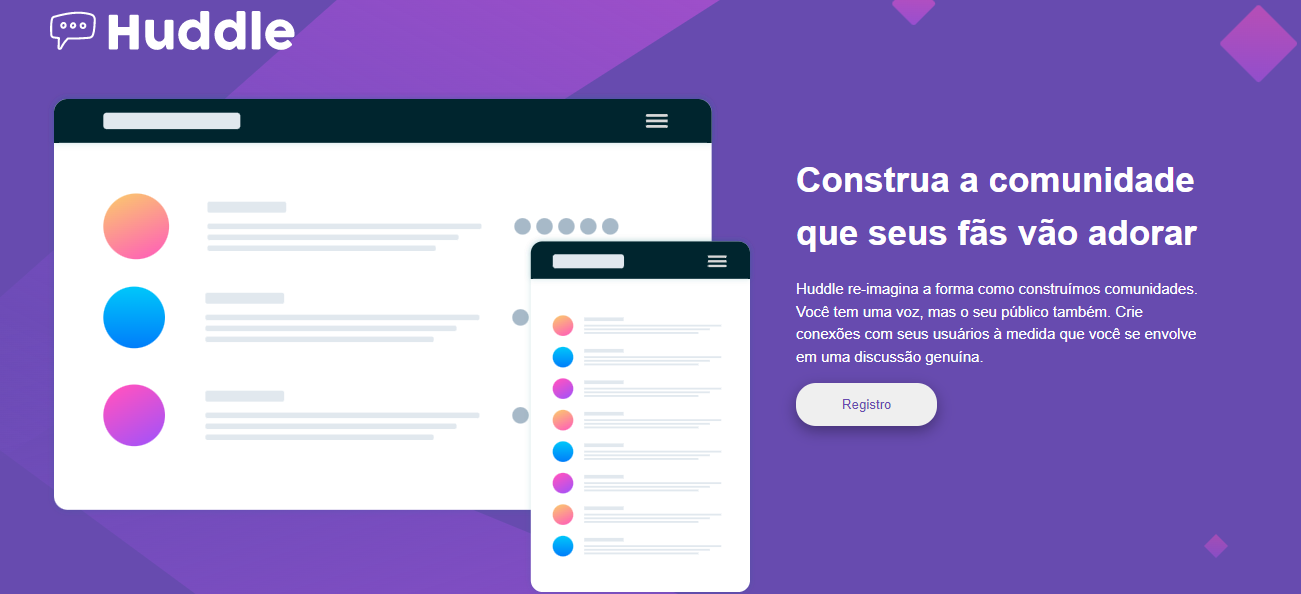 Huddle
Construa a comunidade
que seus fãs vão adorar
Huddle re-imagina a forma como construímos comunidades.
Você tem uma voz, mas o seu público também. Crie
conexões com seus usuários à medida que você se envolve
em uma discussão genuína.
Registro